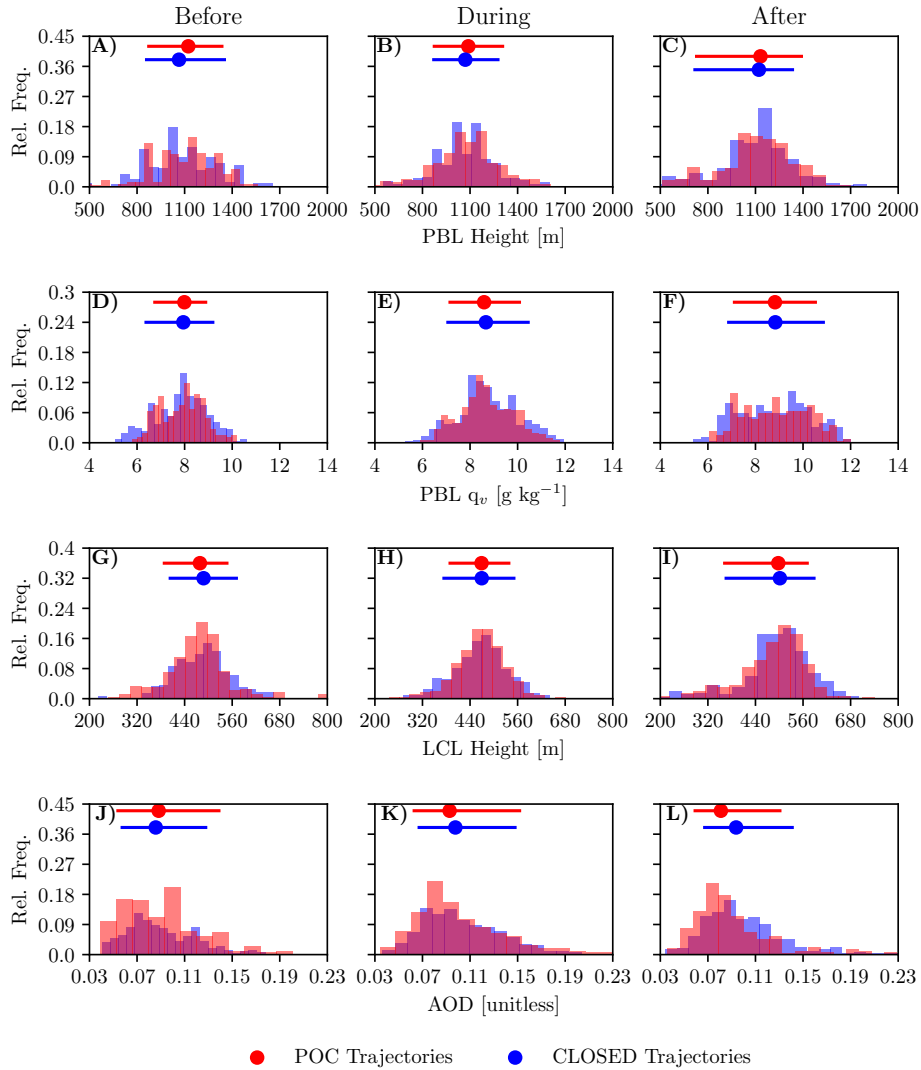 Before During After
A) B) C)
Rel. Freq.
0.45
0.36
0.27
0.18
0.09
0.0
500 800 1100 1400 1700 2000 500 800 1100 1400 1700 2000 500 800 1100 1400 1700 2000
PBL Height [m]
D) E) F)
Rel. Freq.
0.3
0.24
0.18
0.12
0.06
0.0
4 6 8 10 12 14 4 6 8 10 12 14 4 6 8 10 12 14
PBL qᵥ [g kg⁻¹]
G) H) I)
Rel. Freq.
0.4
0.32
0.24
0.16
0.08
0.0
200 320 440 560 680 800 200 320 440 560 680 800 200 320 440 560 680 800
LCL Height [m]
J) K) L)
Rel. Freq.
0.45
0.36
0.27
0.18
0.09
0.0
0.03 0.07 0.11 0.15 0.19 0.23 0.03 0.07 0.11 0.15 0.19 0.23 0.03 0.07 0.11 0.15 0.19 0.23
AOD [unitless]
POC Trajectories CLOSED Trajectories